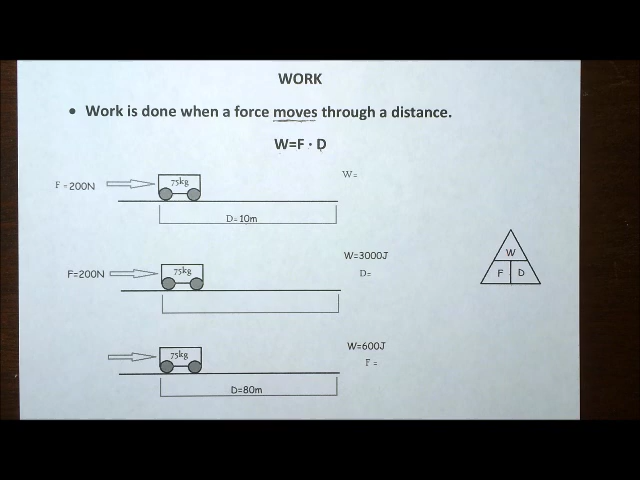 WORK
• Work is done when a force moves through a distance.
W=F · D
F =200N
75kg
W=
D=10m
F=200N
75kg
W=3000J
D=
W
F D
75kg
W=600J
F =
D=80m